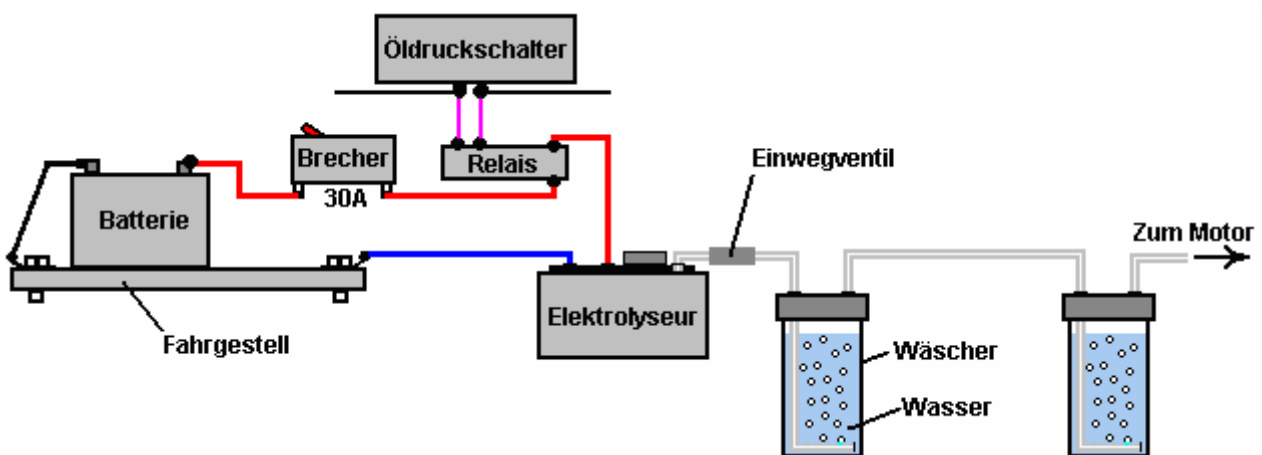 Öldruckschalter
Brecher
30A
Relais
Einwegventil
Batterie
Zum Motor
Elektrolyseur
Fahrgestell
Wäscher
Wasser